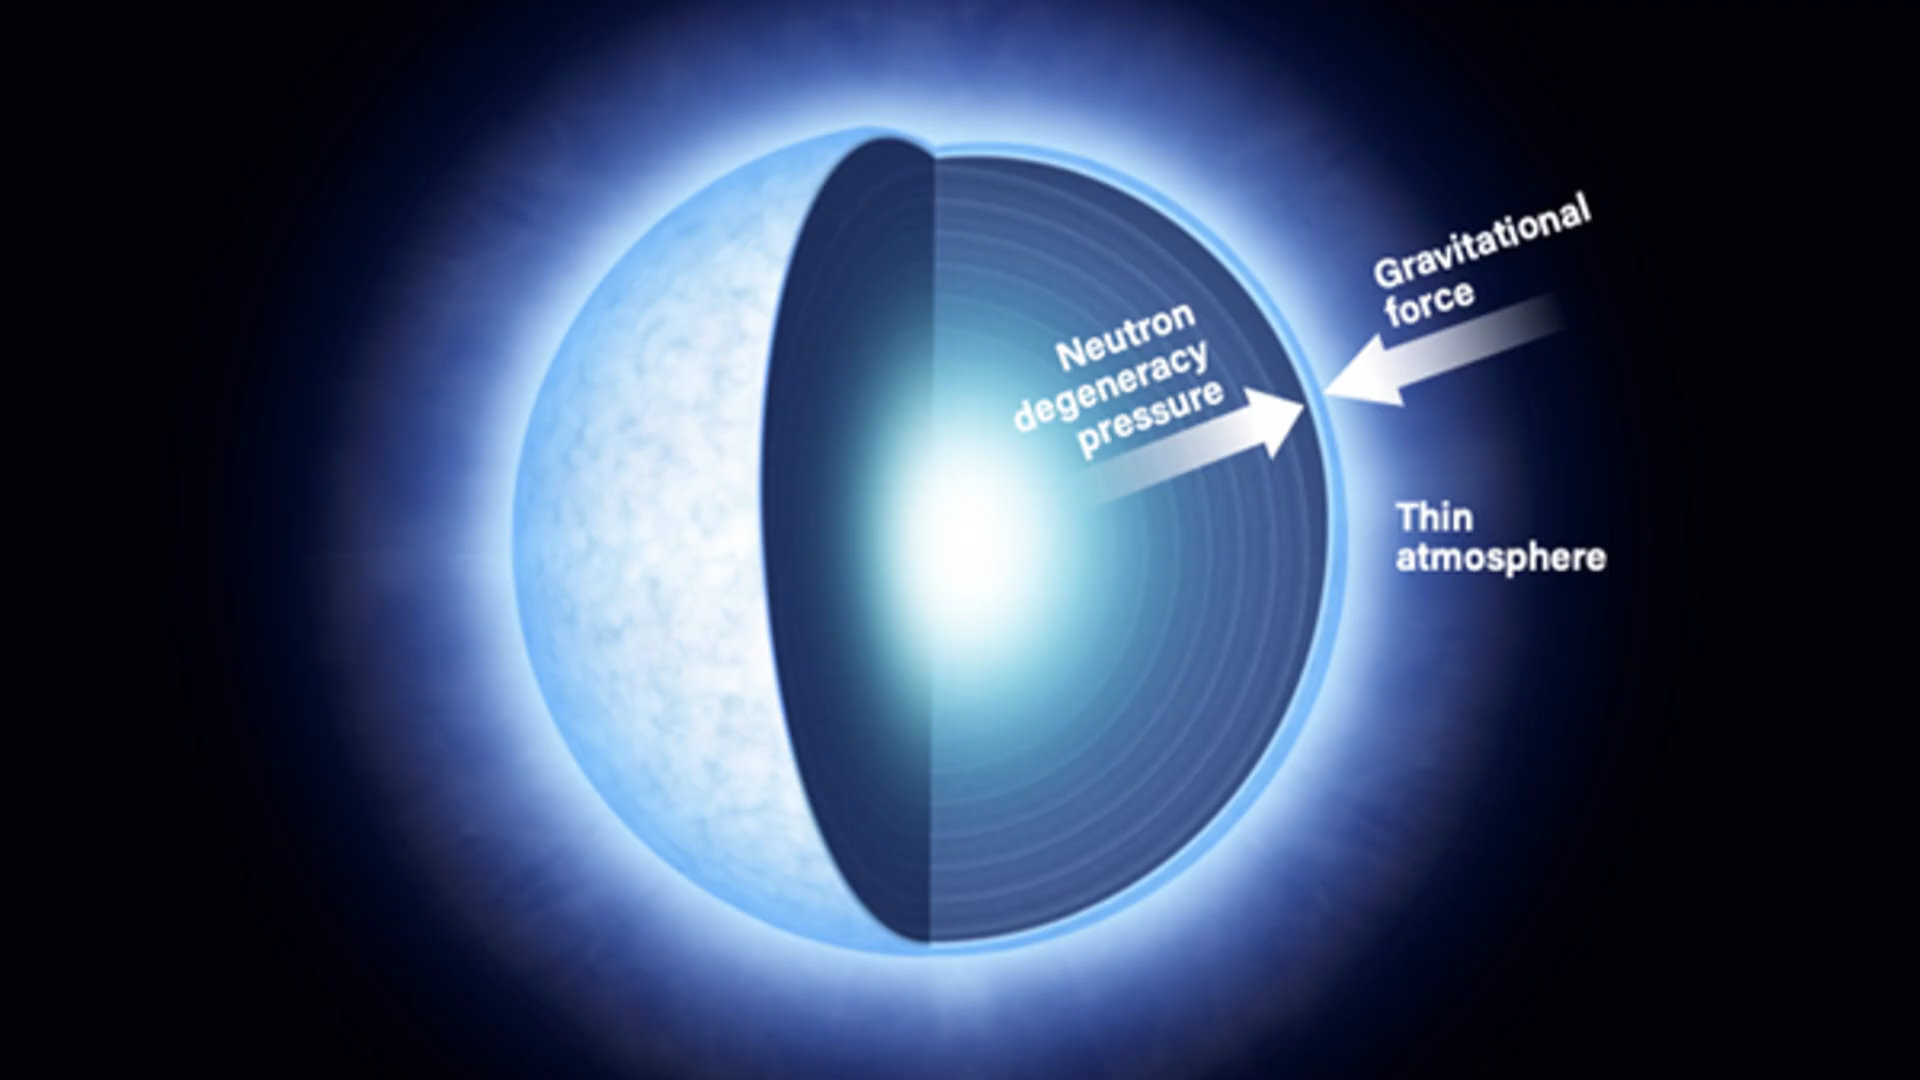 Gravitational
force
Neutron
degeneracy
pressure
Thin
atmosphere